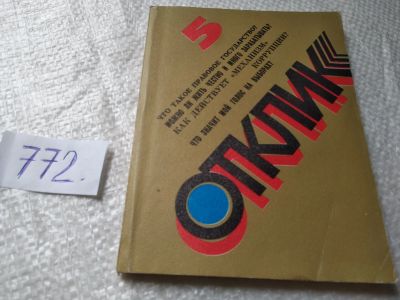 5
ЧТО ТАКОЕ ПРАВОВОЕ ГОСУДАРСТВО?
МОЖНО ЛИ ЖИТЬ ЧЕСТНО И МНОГО ЗАРАБАТЫВАТЬ?
КАК ДЕЙСТВУЕТ «МЕХАНИЗМ» КОРРУПЦИИ?
ЧТО ЗНАЧИТ МОЙ ГОЛОС НА ВЫБОРАХ?
ОТКЛИК
772.